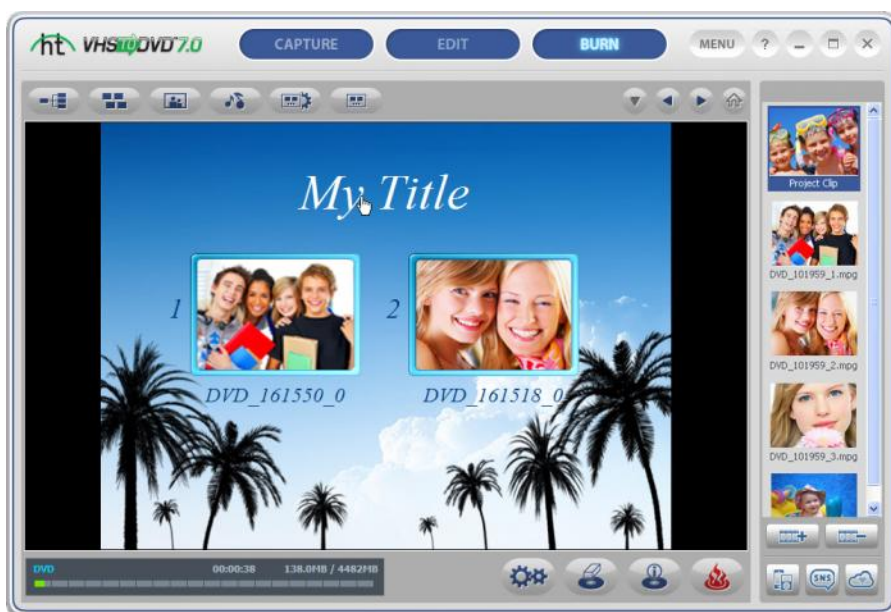 ht VHS to DVD 7.0 CAPTURE EDIT BURN MENU ?
My Title
1 2
DVD_161550_0 DVD_161518_0
Project Clip
DVD_101959_1.mpg
DVD_101959_2.mpg
DVD_101959_3.mpg
DVD 00:00:38 138.0MB / 4482MB
SNS